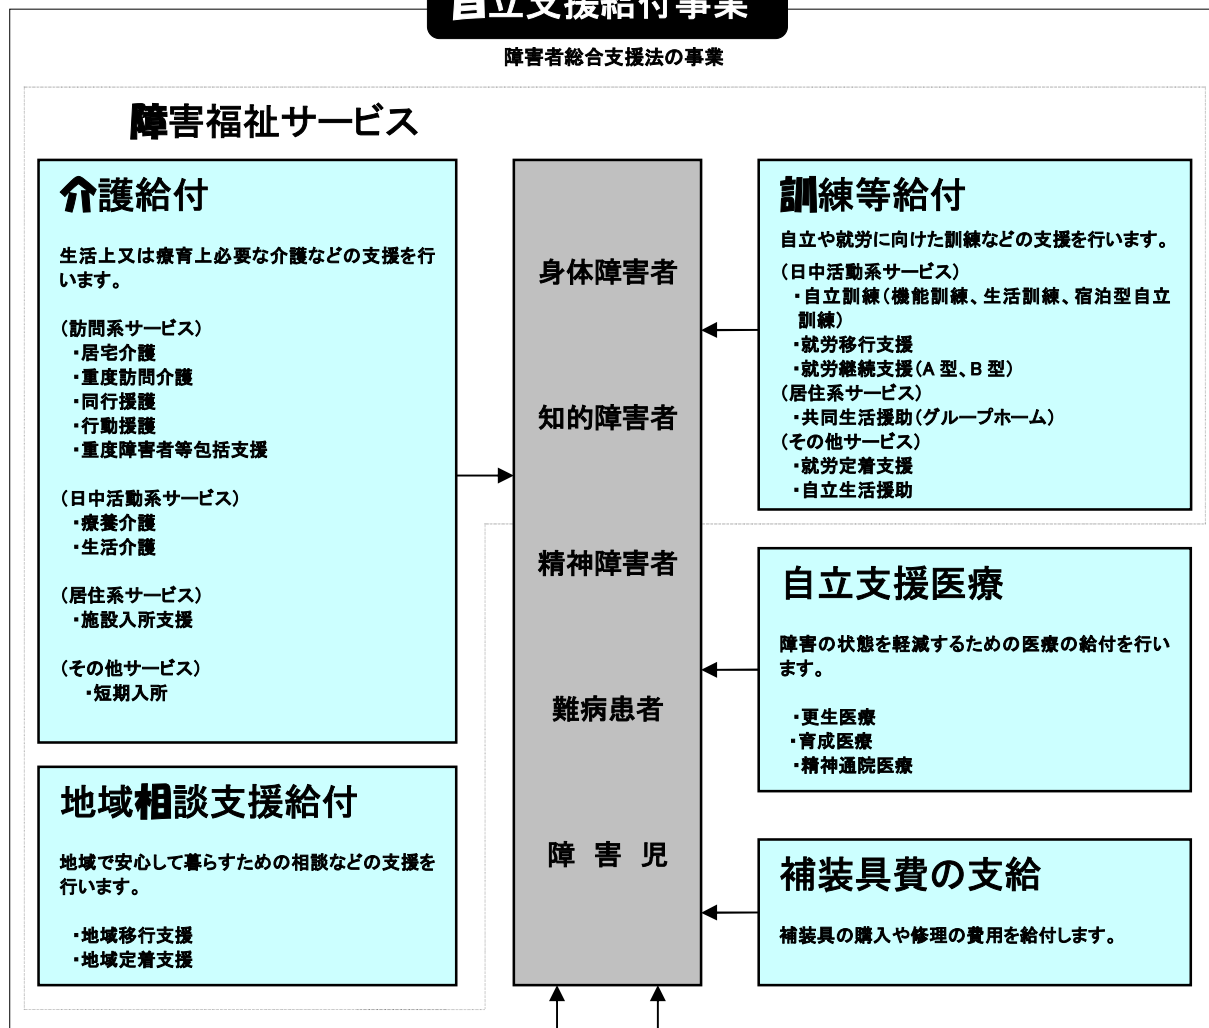 自立支援給付事業
障害者総合支援法の事業
障害福祉サービス
介護給付
生活上又は療育上必要な介護などの支援を行
います。
（訪問系サービス）
・居宅介護
・重度訪問介護
・同行援護
・行動援護
・重度障害者等包括支援
（日中活動系サービス）
・療養介護
・生活介護
（居住系サービス）
・施設入所支援
（その他サービス）
・短期入所
地域相談支援給付
地域で安心して暮らすための相談などの支援を
行います。
・地域移行支援
・地域定着支援
身体障害者
知的障害者
精神障害者
難病患者
障 害 児
訓練等給付
自立や就労に向けた訓練などの支援を行います。
（日中活動系サービス）
・自立訓練（機能訓練、生活訓練、宿泊型自立
訓練）
・就労移行支援
・就労継続支援（A 型、B 型）
（居住系サービス）
・共同生活援助（グループホーム）
（その他サービス）
・就労定着支援
・自立生活援助
自立支援医療
障害の状態を軽減するための医療の給付を行い
ます。
・更生医療
・育成医療
・精神通院医療
補装具費の支給
補装具の購入や修理の費用を給付します。